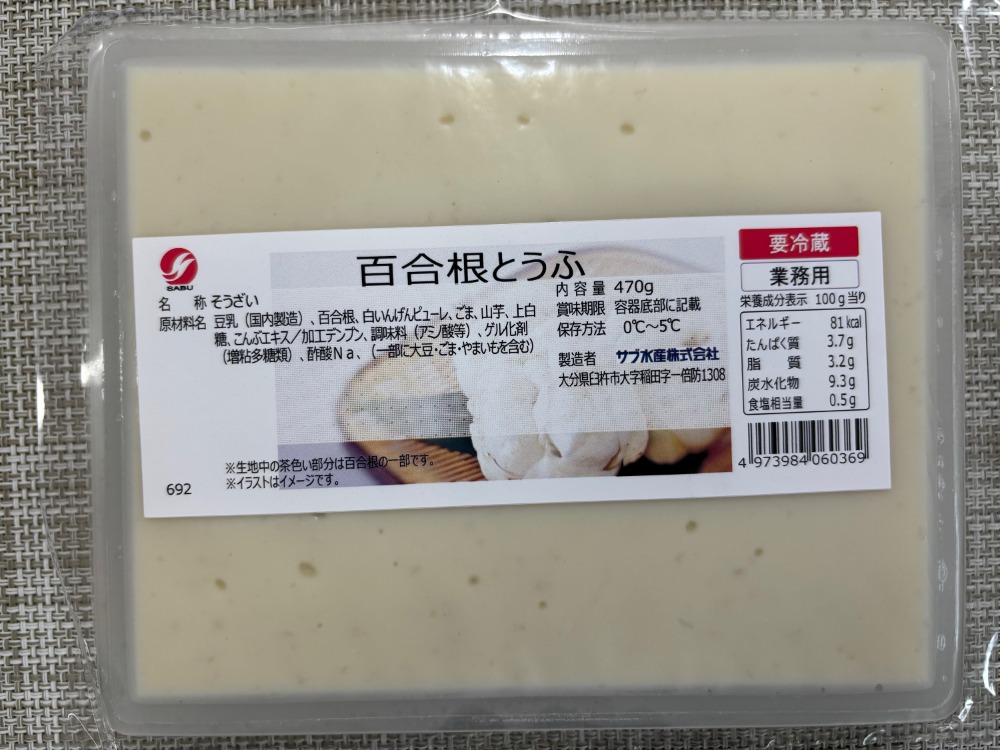 SABU
百合根とうふ
名 称 そうざい
原材料名 豆乳(国内製造)、百合根、白いんげんピューレ、ごま、山芋、上白
糖、こんぶエキス/加工デンプン、調味料(アミノ酸等)、ゲル化剤
(増粘多糖類)、酢酸Na、(一部に大豆・ごま・やまいもを含む)
内容量 470g
賞味期限 容器底部に記載
保存方法 0℃~5℃
製造者 サブ水産株式会社
大分県臼杵市大字稲田字一倍防1308
※生地中の茶色い部分は百合根の一部です。
※イラストはイメージです。
692
要冷蔵
業務用
栄養成分表示 100g当り
エネルギー 81kcal
たんぱく質 3.7g
脂 質 3.2g
炭水化物 9.3g
食塩相当量 0.5g
4 973984 060369